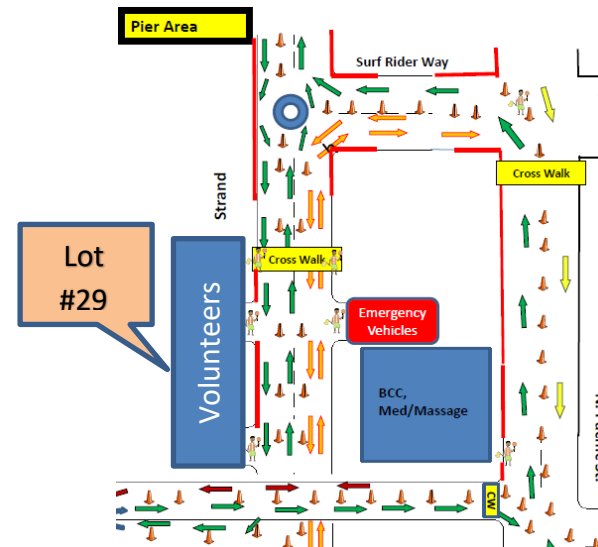 Pier Area
Surf Rider Way
Cross Walk
Strand
Lot
#29
Cross Walk
Volunteers
Emergency
Vehicles
BCC,
Med/Massage
CW